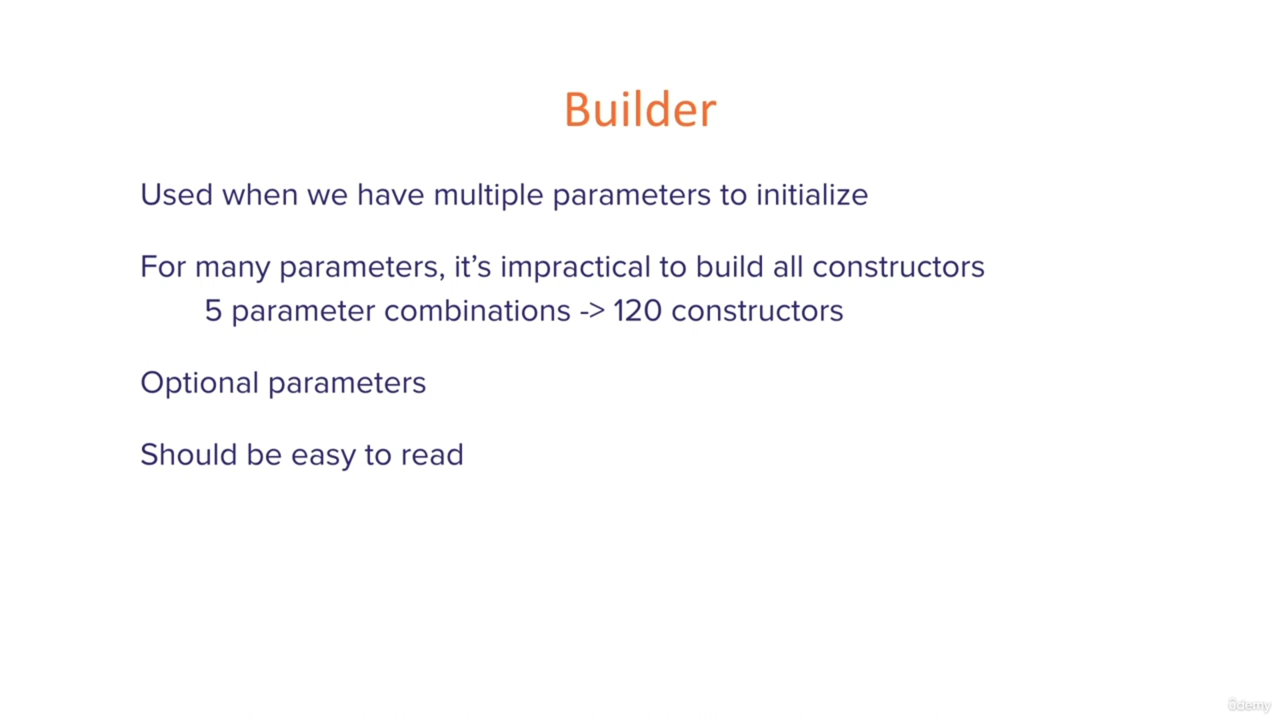 Builder
Used when we have multiple parameters to initialize
For many parameters, it’s impractical to build all constructors
5 parameter combinations -> 120 constructors
Optional parameters
Should be easy to read
ûdemy